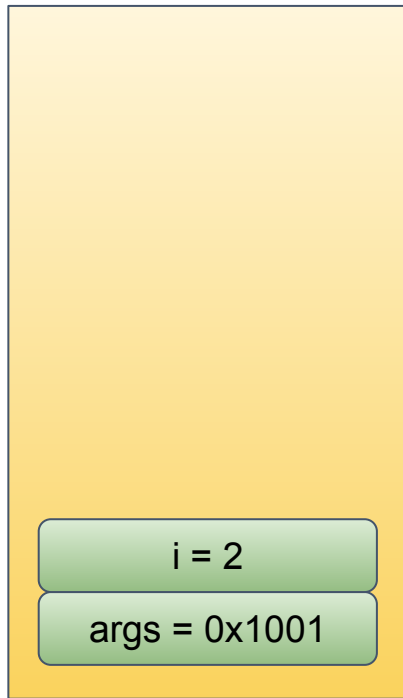 i = 2
args = 0x1001